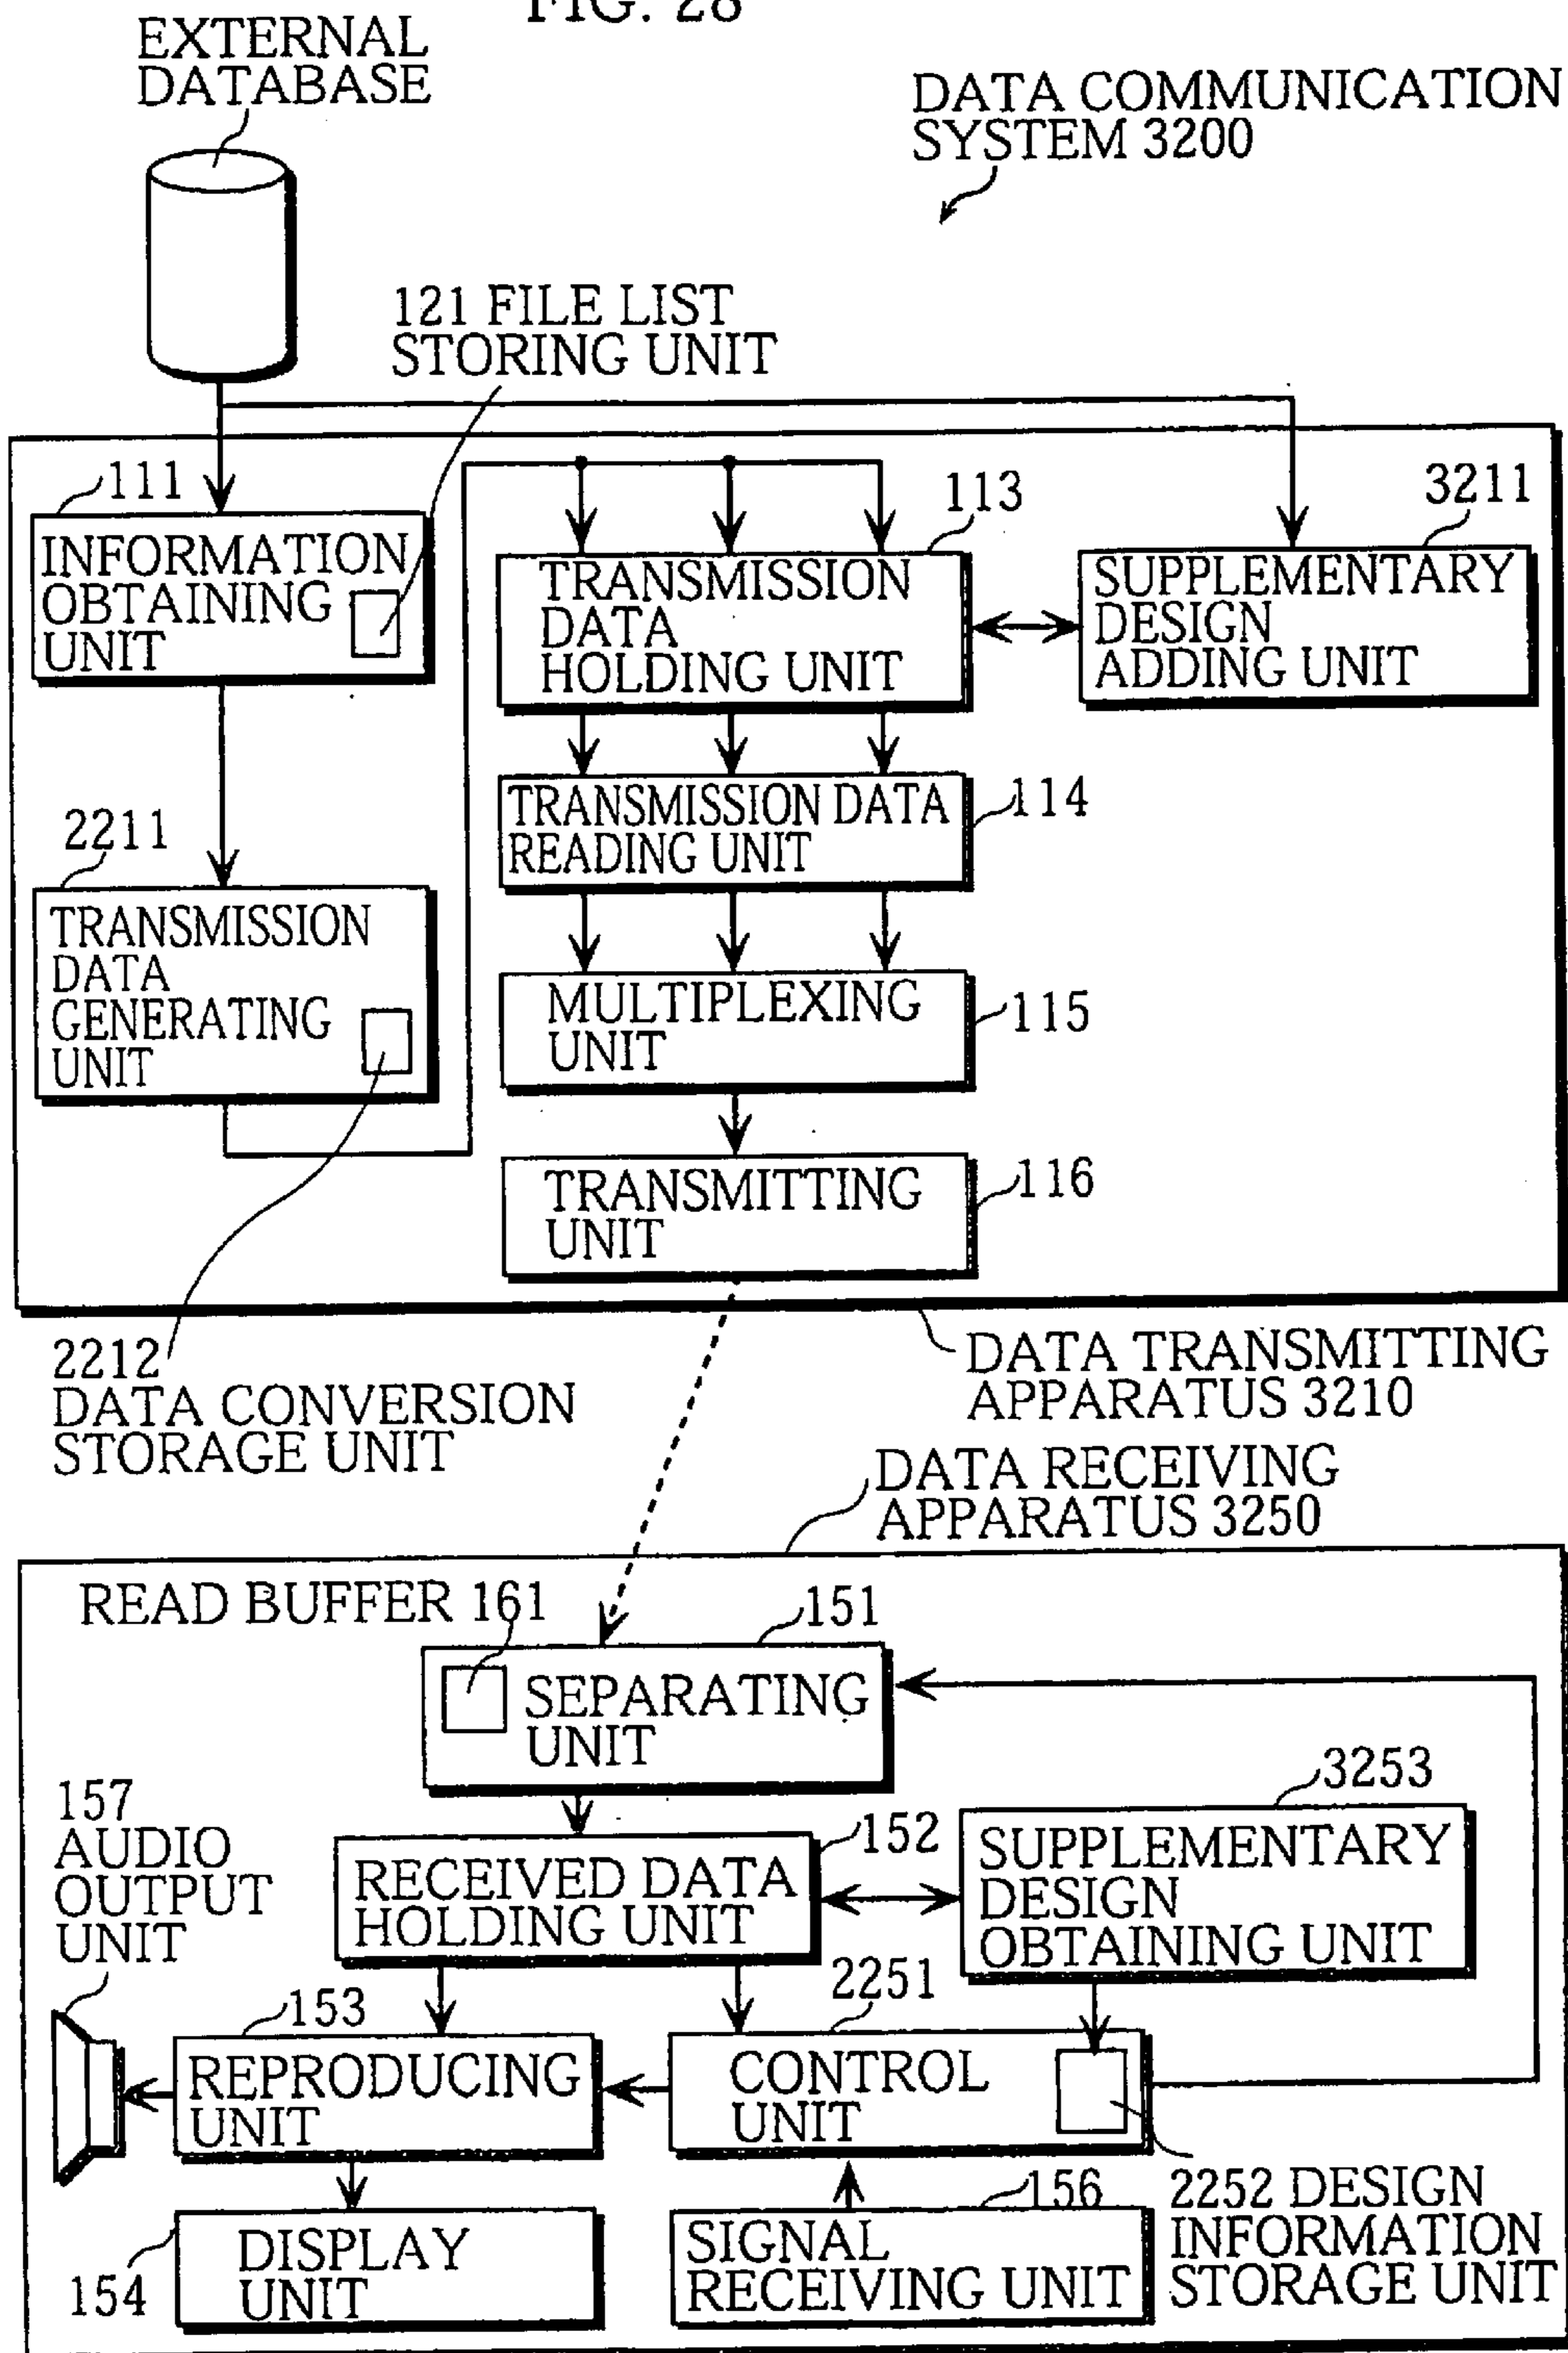 FIG. 28
EXTERNAL
DATABASE
DATA COMMUNICATION
SYSTEM 3200
121 FILE LIST
STORING UNIT
111
INFORMATION
OBTAINING
UNIT
113
TRANSMISSION
DATA
HOLDING UNIT
3211
SUPPLEMENTARY
DESIGN
ADDING UNIT
114
TRANSMISSION DATA
READING UNIT
2211
TRANSMISSION
DATA
GENERATING
UNIT
MULTIPLEXING
UNIT
115
TRANSMITTING
UNIT
116
2212
DATA CONVERSION
STORAGE UNIT
DATA TRANSMITTING
APPARATUS 3210
DATA RECEIVING
APPARATUS 3250
READ BUFFER 161
151
SEPARATING
UNIT
157
AUDIO
OUTPUT
UNIT
152
RECEIVED DATA
HOLDING UNIT
3253
SUPPLEMENTARY
DESIGN
OBTAINING UNIT
153
REPRODUCING
UNIT
2251
CONTROL
UNIT
154
DISPLAY
UNIT
156
SIGNAL
RECEIVING UNIT
2252 DESIGN
INFORMATION
STORAGE UNIT